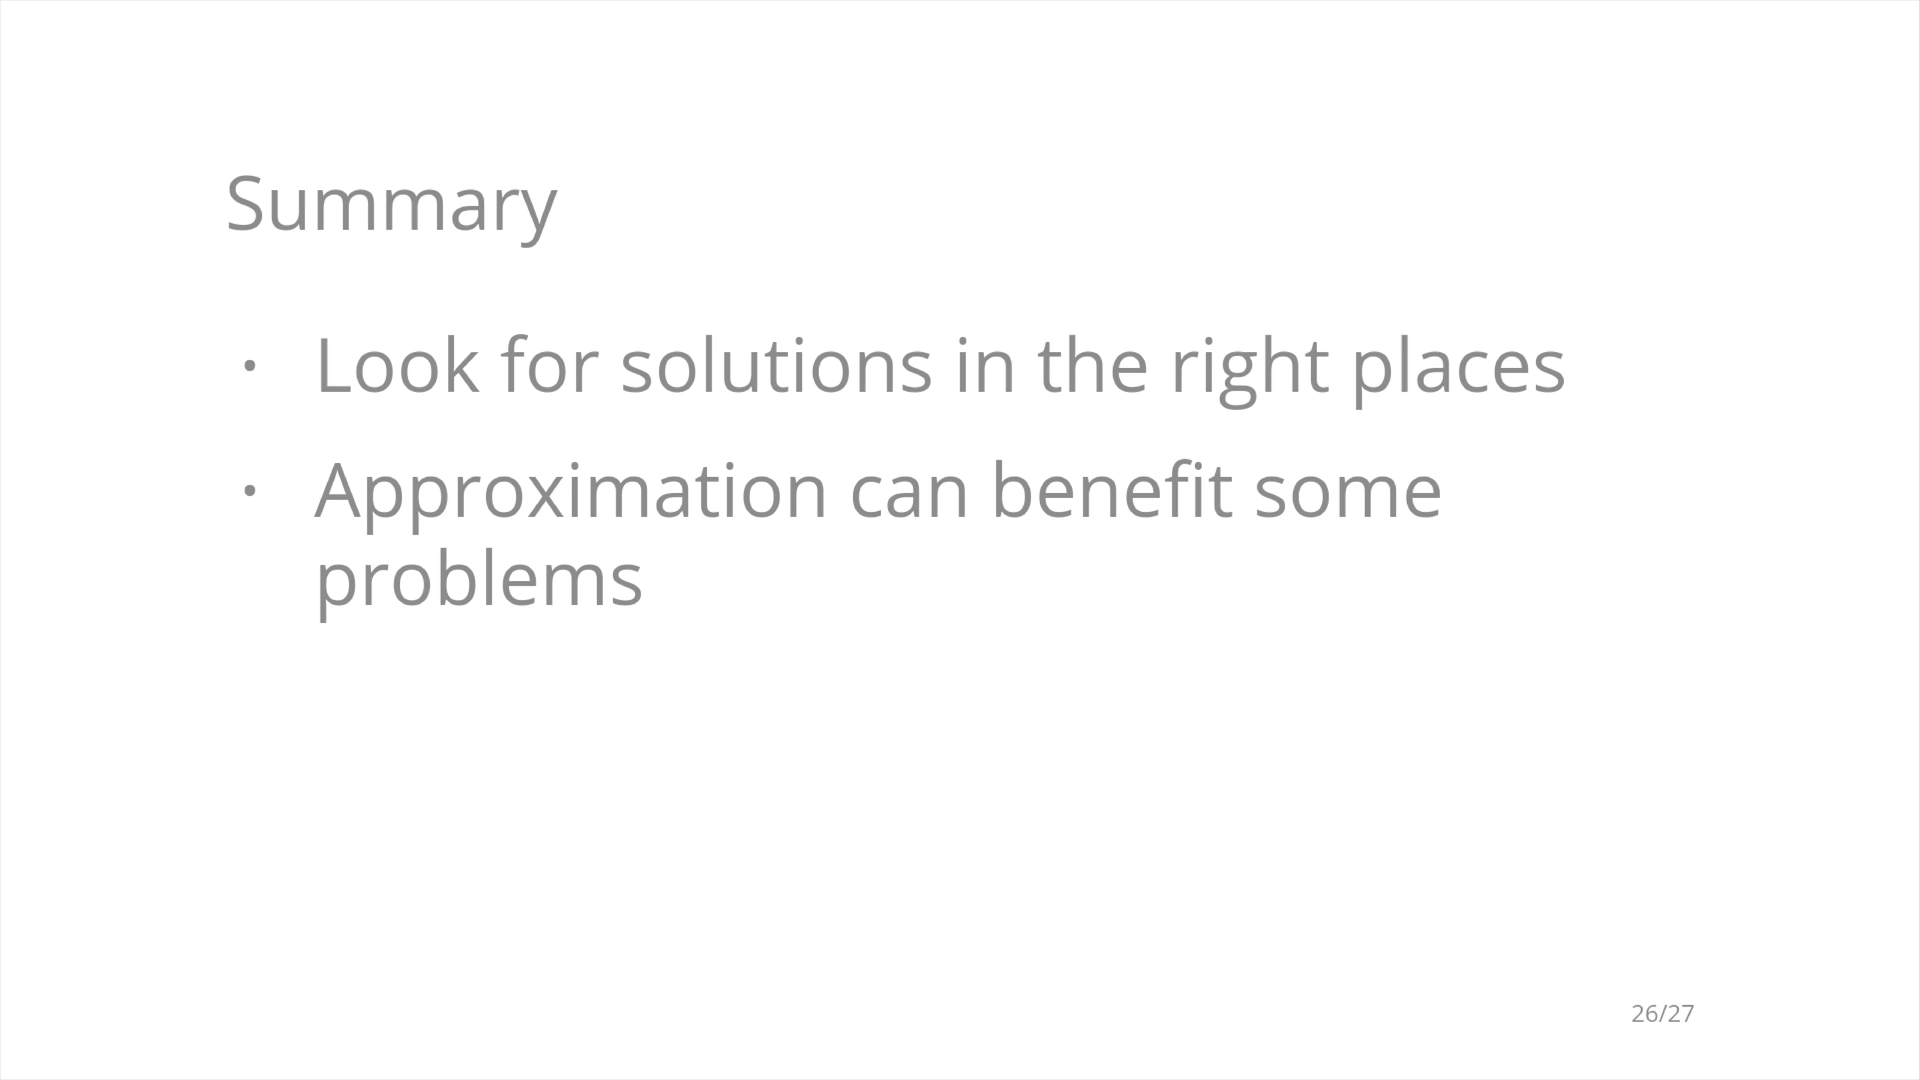 Summary
· Look for solutions in the right places
· Approximation can benefit some
problems
26/27